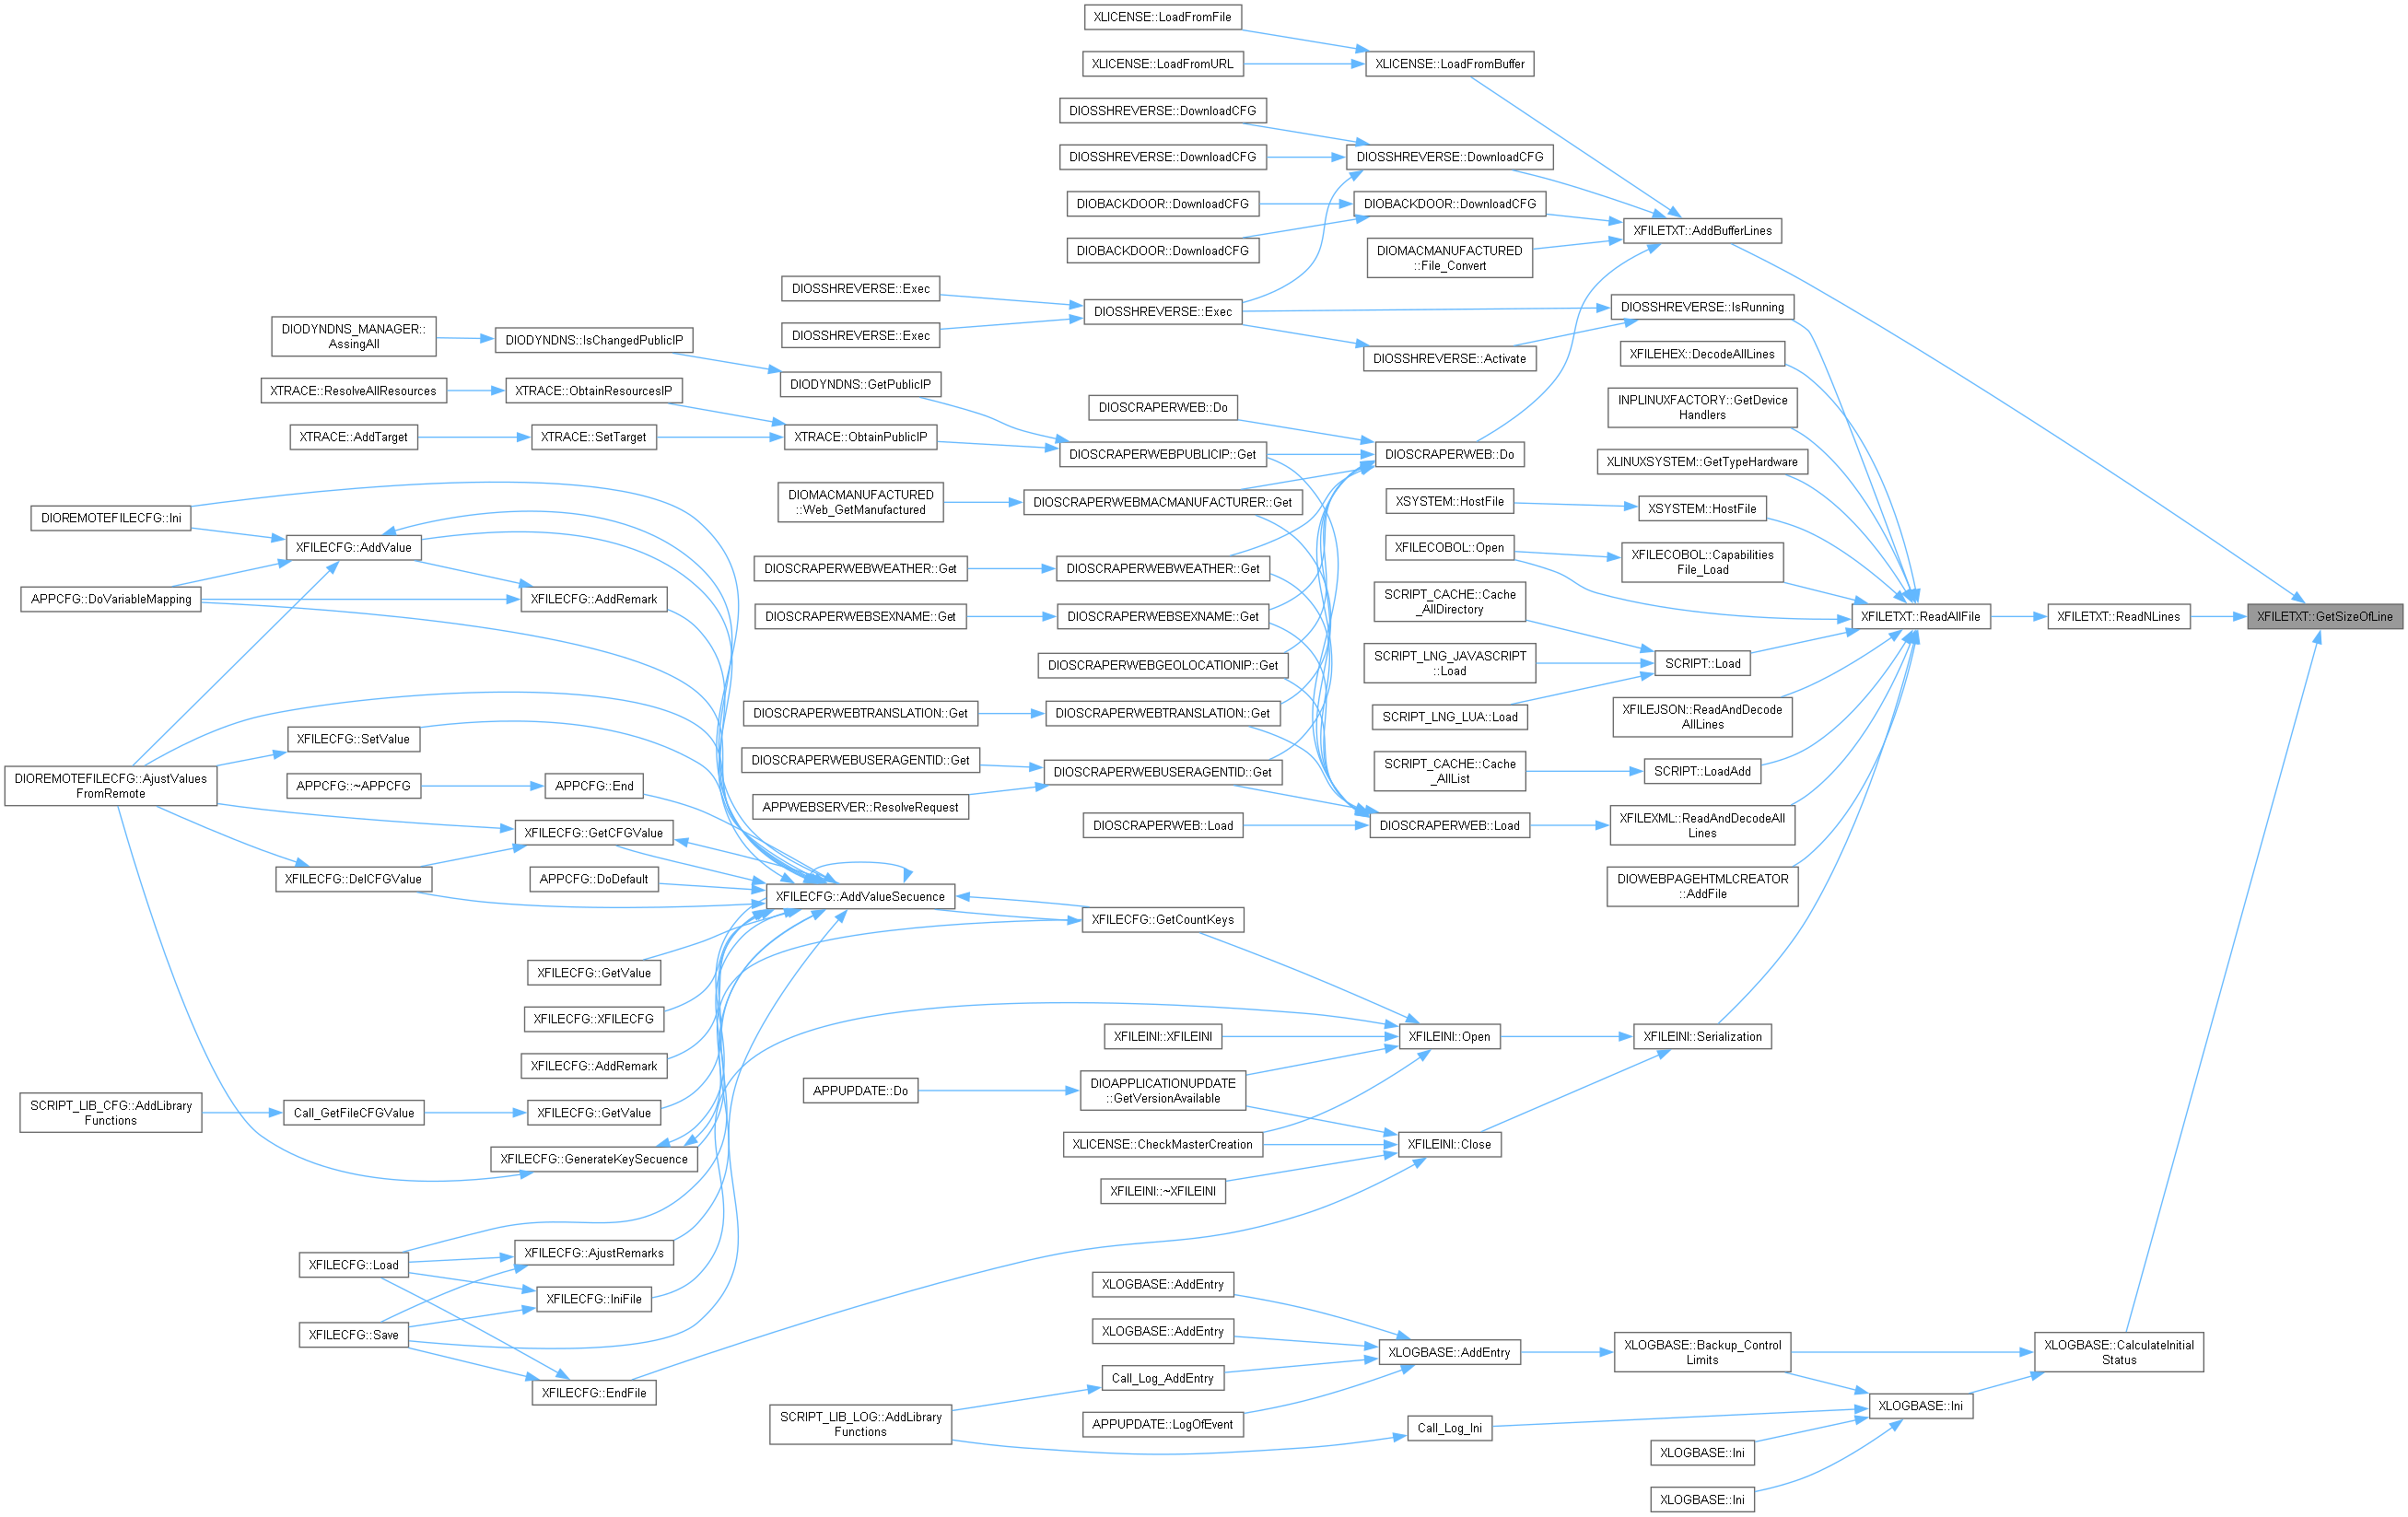 XLICENSE::LoadFromFile
XLICENSE::LoadFromURL
XLICENSE::LoadFromBuffer
DIOSSHREVERSE::DownloadCFG
DIOSSHREVERSE::DownloadCFG
DIOSSHREVERSE::DownloadCFG
DIOBACKDOOR::DownloadCFG
DIOBACKDOOR::DownloadCFG
DIOBACKDOOR::DownloadCFG
DIOMACMANUFACTURED
::File_Convert
XFILETXT::AddBufferLines
DIOSSHREVERSE::Exec
DIOSSHREVERSE::Exec
DIOSSHREVERSE::Exec
DIOSSHREVERSE::IsRunning
DIOSSHREVERSE::Activate
DIODYNDNS_MANAGER::
AssingAll
DIODYNDNS::IsChangedPublicIP
DIODYNDNS::GetPublicIP
XTRACE::ResolveAllResources
XTRACE::ObtainResourcesIP
XTRACE::AddTarget
XTRACE::SetTarget
XTRACE::ObtainPublicIP
DIOSCRAPERWEB::Do
DIOSCRAPERWEBPUBLICIP::Get
DIOSCRAPERWEB::Do
XFILEHEX::DecodeAllLines
INPLINUXFACTORY::GetDevice
Handlers
XLINUXSYSTEM::GetTypeHardware
DIOMACMANUFACTURED
::Web_GetManufactured
DIOSCRAPERWEBMACMANUFACTURER::Get
XSYSTEM::HostFile
XSYSTEM::HostFile
DIOREMOTEFILECFG::Ini
XFILECFG::AddValue
XFILECOBOL::Open
XFILECOBOL::Capabilities
File_Load
DIOSCRAPERWEBWEATHER::Get
DIOSCRAPERWEBWEATHER::Get
APPCFG::DoVariableMapping
XFILECFG::AddRemark
DIOSCRAPERWEBSEXNAME::Get
DIOSCRAPERWEBSEXNAME::Get
SCRIPT_CACHE::Cache
_AllDirectory
XFILETXT::ReadAllFile
XFILETXT::ReadNLines
XFILETXT::GetSizeOfLine
DIOSCRAPERWEBGEOLOCATIONIP::Get
SCRIPT_LNG_JAVASCRIPT
::Load
SCRIPT::Load
DIOSCRAPERWEBTRANSLATION::Get
DIOSCRAPERWEBTRANSLATION::Get
SCRIPT_LNG_LUA::Load
XFILEJSON::ReadAndDecode
AllLines
XFILECFG::SetValue
DIOSCRAPERWEBUSERAGENTID::Get
DIOSCRAPERWEBUSERAGENTID::Get
SCRIPT_CACHE::Cache
_AllList
SCRIPT::LoadAdd
DIOREMOTEFILECFG::AjustValues
FromRemote
APPCFG::~APPCFG
APPCFG::End
APPWEBSERVER::ResolveRequest
DIOSCRAPERWEB::Load
DIOSCRAPERWEB::Load
XFILEXML::ReadAndDecodeAll
Lines
XFILECFG::GetCFGValue
XFILECFG::DelCFGValue
APPCFG::DoDefault
XFILECFG::AddValueSecuence
DIOWEBPAGEHTMLCREATOR
::AddFile
XFILECFG::GetCountKeys
XFILECFG::GetValue
XFILECFG::XFILECFG
XFILECFG::AddRemark
XFILEINI::XFILEINI
XFILEINI::Open
XFILEINI::Serialization
APPUPDATE::Do
DIOAPPLICATIONUPDATE
::GetVersionAvailable
SCRIPT_LIB_CFG::AddLibrary
Functions
Call_GetFileCFGValue
XFILECFG::GetValue
XLICENSE::CheckMasterCreation
XFILEINI::Close
XFILECFG::GenerateKeySecuence
XFILEINI::~XFILEINI
XFILECFG::Load
XFILECFG::AjustRemarks
XFILECFG::IniFile
XFILECFG::Save
XFILECFG::EndFile
XLOGBASE::AddEntry
XLOGBASE::AddEntry
XLOGBASE::AddEntry
XLOGBASE::Backup_Control
Limits
XLOGBASE::CalculateInitial
Status
Call_Log_AddEntry
APPUPDATE::LogOfEvent
SCRIPT_LIB_LOG::AddLibrary
Functions
Call_Log_Ini
XLOGBASE::Ini
XLOGBASE::Ini
XLOGBASE::Ini